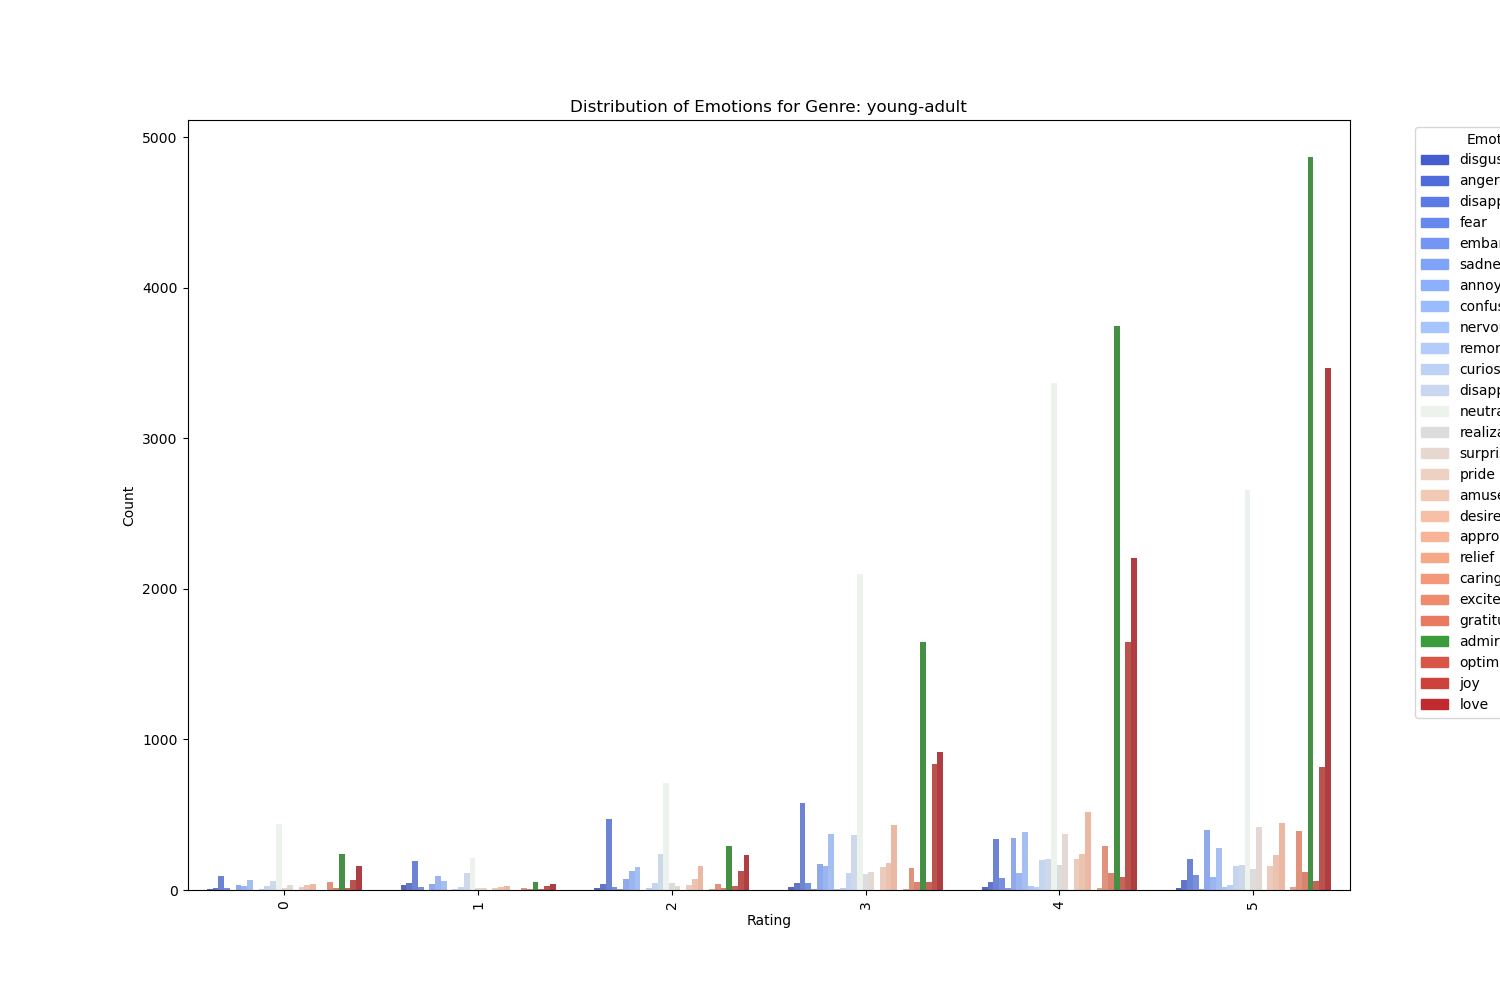 Distribution of Emotions for Genre: young-adult
5000
4000
3000
2000
1000
0
Count
0
1
2
3
4
5
Rating
Emot
disgus
anger
disapp
fear
embar
sadne
annoy
confus
nervo
remor
curios
disapp
neutra
realiza
surpri
pride
amuse
desire
appro
relief
caring
excite
gratitu
admir
optim
joy
love